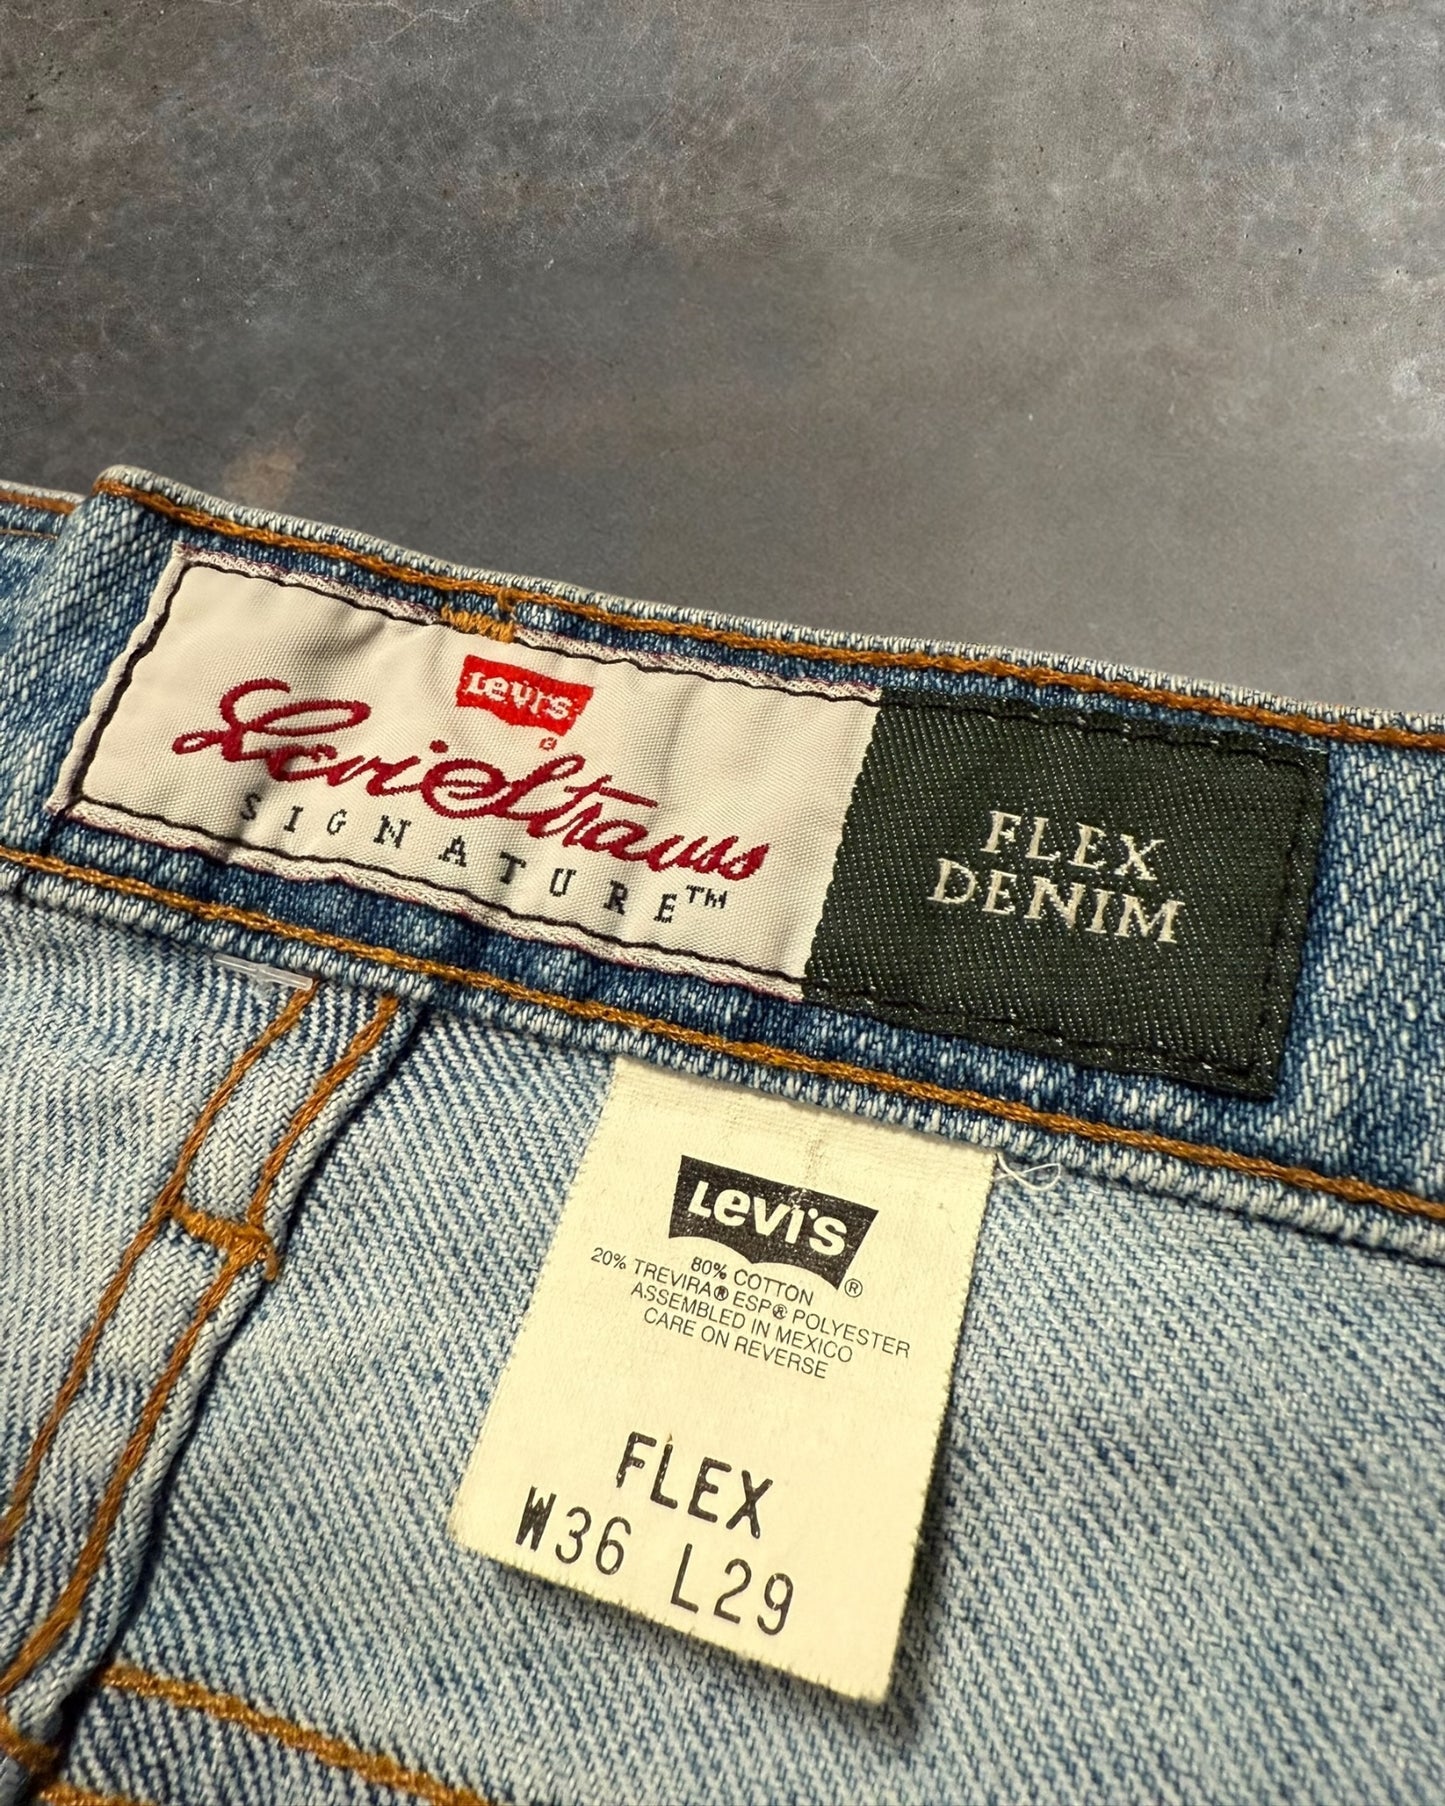 Levi's
®
Levi Strauss
SIGNATURE™
FLEX
DENIM
Levi's®
80% COTTON
20% TREVIRA® ESP® POLYESTER
ASSEMBLED IN MEXICO
CARE ON REVERSE
FLEX
W36 L29